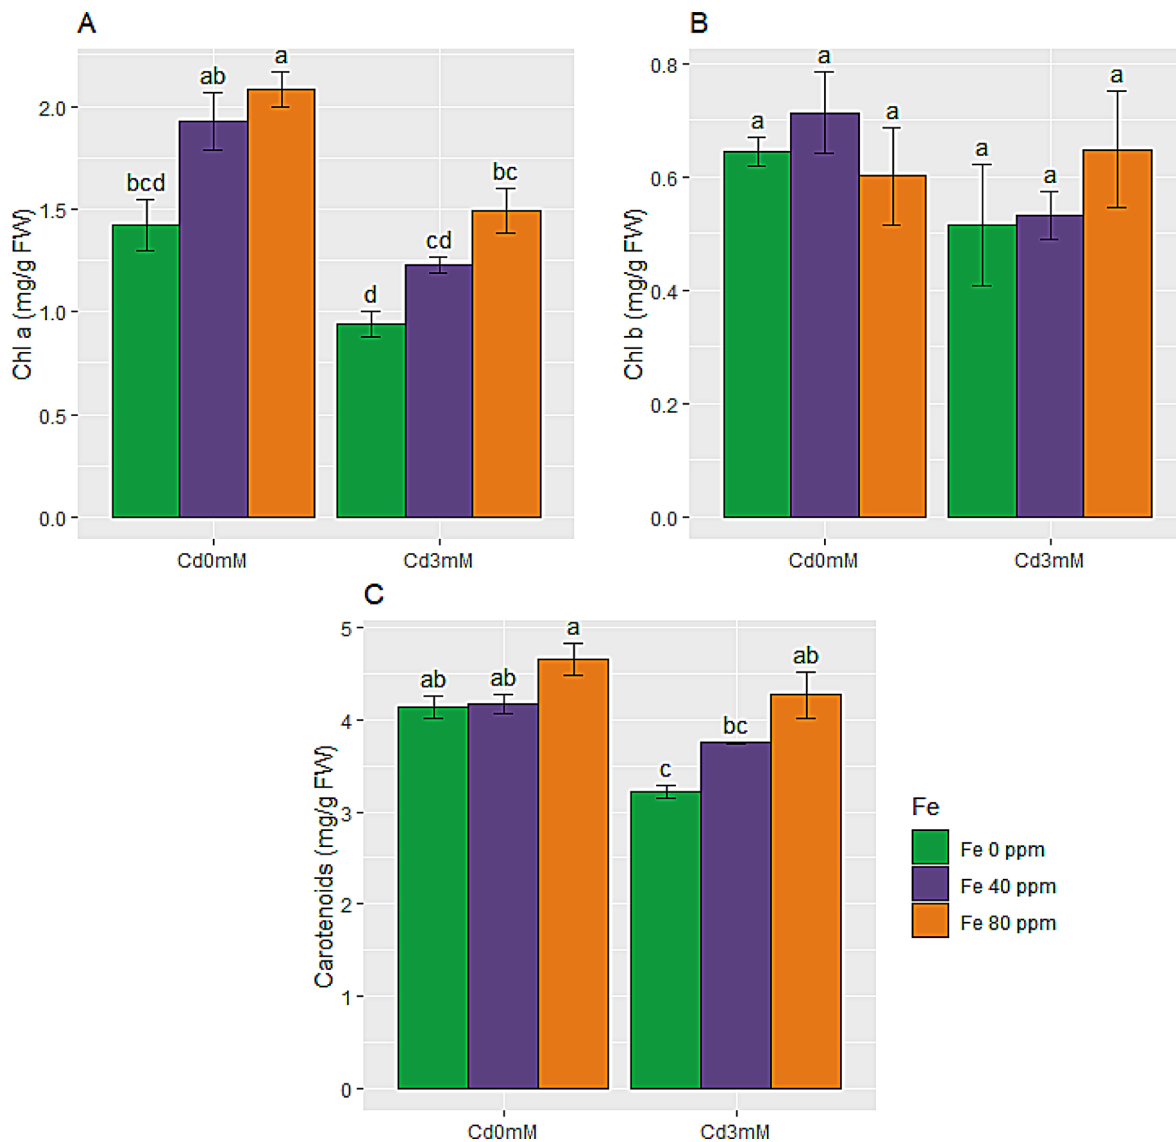 A
Chl a (mg/g FW)
2.0
1.5
1.0
0.5
0.0
bcd
ab
a
d
cd
bc
Cd0mM
Cd3mM
B
Chl b (mg/g FW)
0.8
0.6
0.4
0.2
0.0
a
a
a
a
a
a
Cd0mM
Cd3mM
C
Carotenoids (mg/g FW)
5
4
3
2
1
0
ab
ab
a
c
bc
ab
Cd0mM
Cd3mM
Fe
Fe 0 ppm
Fe 40 ppm
Fe 80 ppm